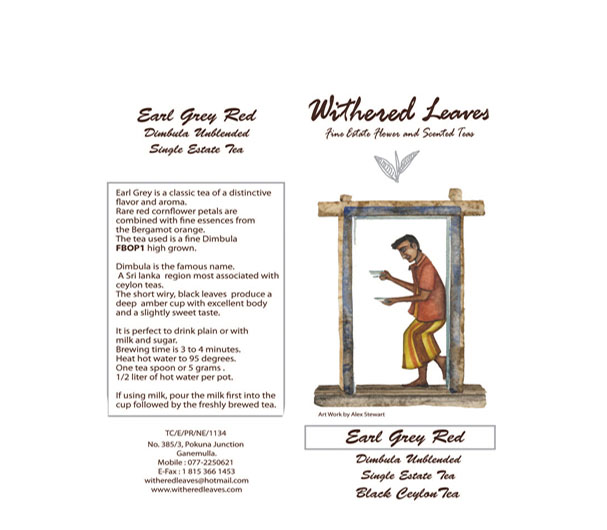 Earl Grey Red
Dimbula Unblended
Single Estate Tea
Earl Grey is a classic tea of a distinctive
flavor and aroma.
Rare red cornflower petals are
combined with fine essences from
the Bergamot orange.
The tea used is a fine Dimbula
FBOP1 high grown.
Dimbula is the famous name.
A Sri lanka region most associated with
ceylon teas.
The short wiry, black leaves produce a
deep amber cup with excellent body
and a slightly sweet taste.
It is perfect to drink plain or with
milk and sugar.
Brewing time is 3 to 4 minutes.
Heat hot water to 95 degrees.
One tea spoon or 5 grams .
1/2 liter of hot water per pot.
If using milk, pour the milk first into the
cup followed by the freshly brewed tea.
TC/E/PR/NE/1134
No. 385/3, Pokuna Junction
Ganemulla.
Mobile : 077-2250621
E-Fax : 1 815 366 1453
witheredleaves@hotmail.com
www.witheredleaves.com
Withered Leaves
Fine Estate Flower and Scented Teas
Art Work by Alex Stewart
Earl Grey Red
Dimbula Unblended
Single Estate Tea
Black Ceylon Tea